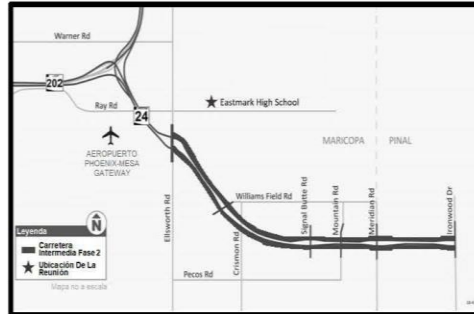 Warner Rd
202
Ray Rd
Eastmark High School
24
AEROPUERTO
PHOENIX-MESA
GATEWAY
MARICOPA
PINAL
Ellsworth Rd
Williams Field Rd
Crismon Rd
Signal Butte Rd
Mountain Rd
Meridian Rd
Ironwood Dr
Pecos Rd
N
Leyenda
Carretera
Intermedia Fase 2
Ubicación De La
Reunión
Mapa no a escala